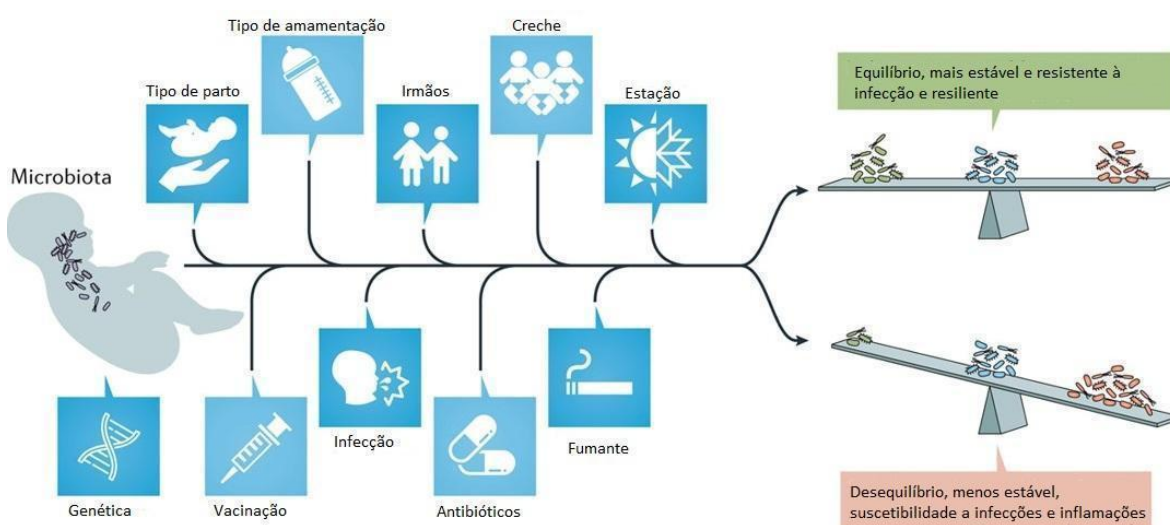 Tipo de amamentação
Creche
Tipo de parto
Irmãos
Estação
Equilíbrio, mais estável e resistente à
infecção e resiliente
Microbiota
Genética
Vacinação
Infecção
Antibióticos
Fumante
Desequilíbrio, menos estável,
suscetibilidade a infecções e inflamações